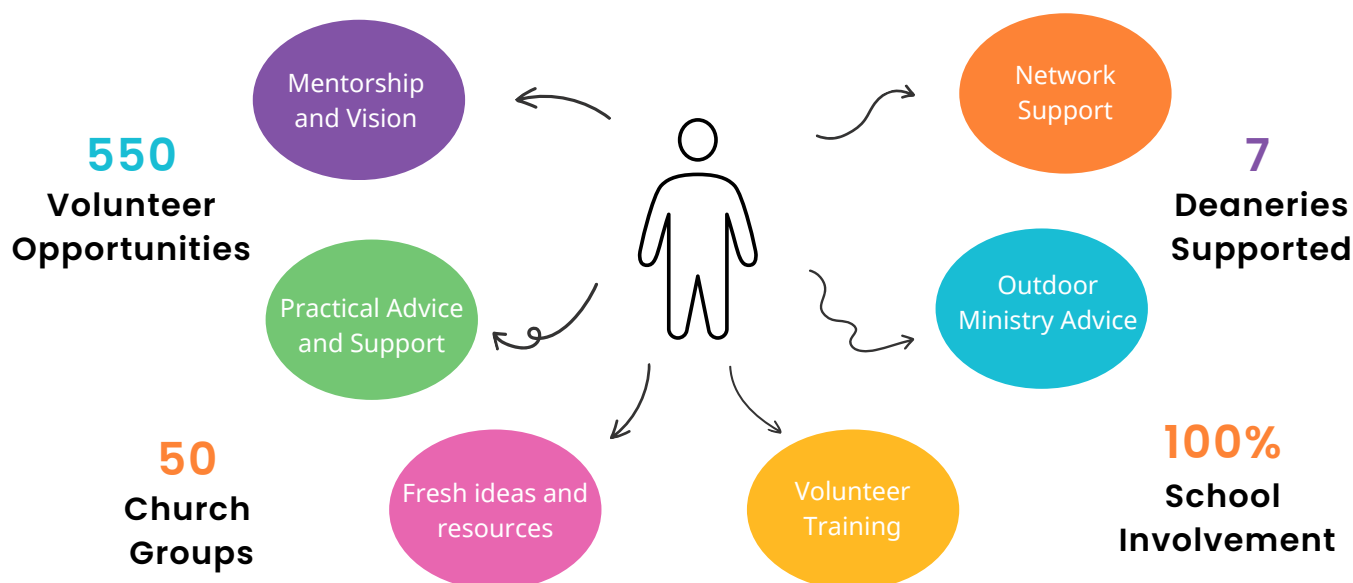 Mentorship
and Vision
Network
Support
550
Volunteer
Opportunities
7
Deaneries
Supported
Practical Advice
and Support
Outdoor
Ministry Advice
50
Church
Groups
Fresh ideas and
resources
Volunteer
Training
100%
School
Involvement